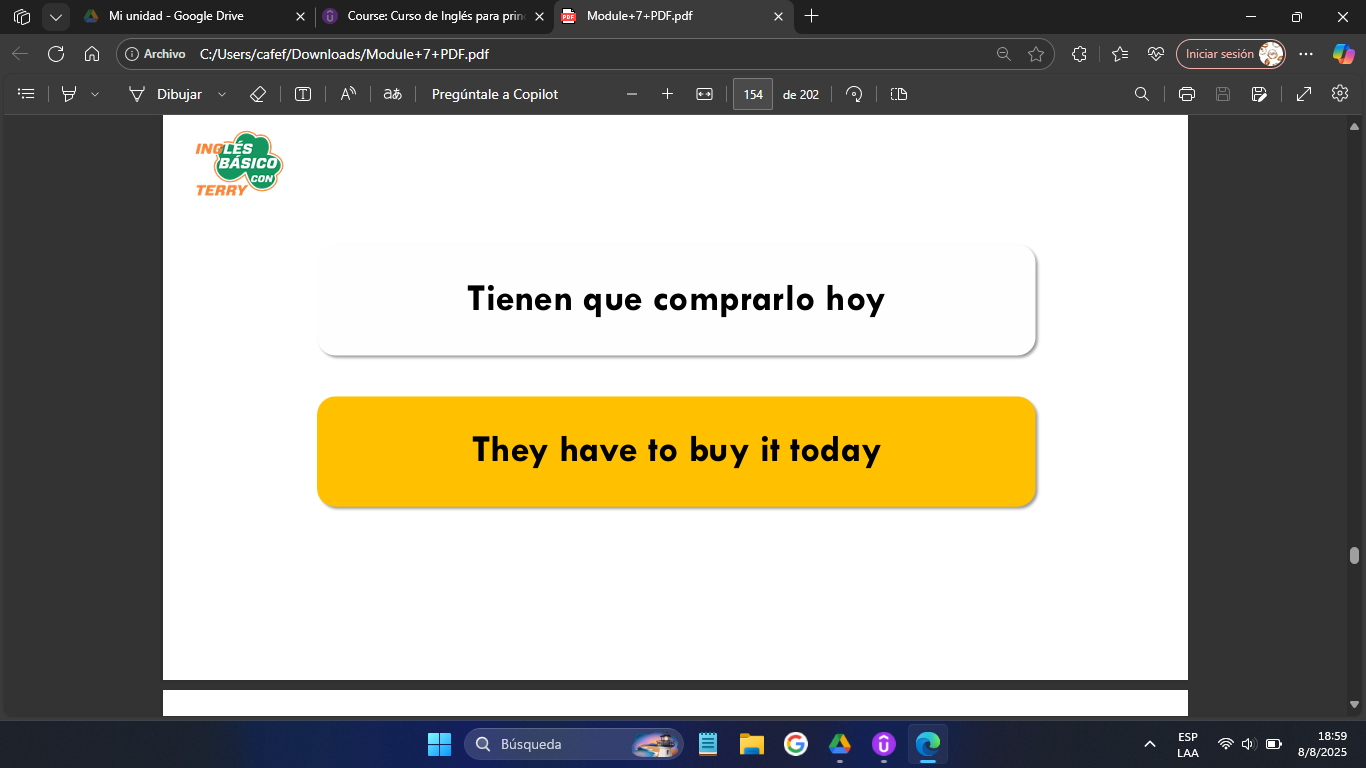 Mi unidad - Google Drive
Course: Curso de Inglés para prin
Module+7+PDF.pdf
Archivo
C:/Users/cafef/Downloads/Module+7+PDF.pdf
Iniciar sesión
Dibujar
aあ
Pregúntale a Copilot
154 de 202
INGLÉS
BÁSICO
CON
TERRY
Tienen que comprarlo hoy
They have to buy it today
Búsqueda
ESP
LAA
18:59
8/8/2025